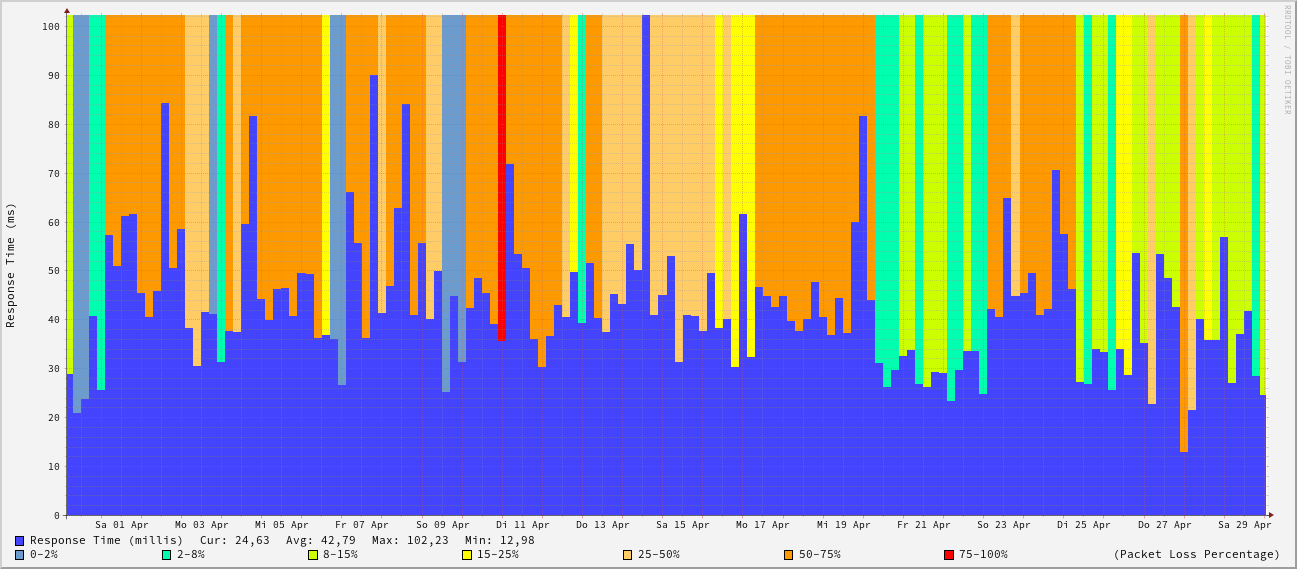 RRDTOOL / TOBI OETIKER
Response Time (ms)
100
90
80
70
60
50
40
30
20
10
0
Sa 01 Apr Mo 03 Apr Mi 05 Apr Fr 07 Apr So 09 Apr Di 11 Apr Do 13 Apr Sa 15 Apr Mo 17 Apr Mi 19 Apr Fr 21 Apr So 23 Apr Di 25 Apr Do 27 Apr Sa 29 Apr
Response Time (millis) Cur: 24,63 Avg: 42,79 Max: 102,23 Min: 12,98
0-2% 2-8% 8-15% 15-25% 25-50% 50-75% 75-100% (Packet Loss Percentage)